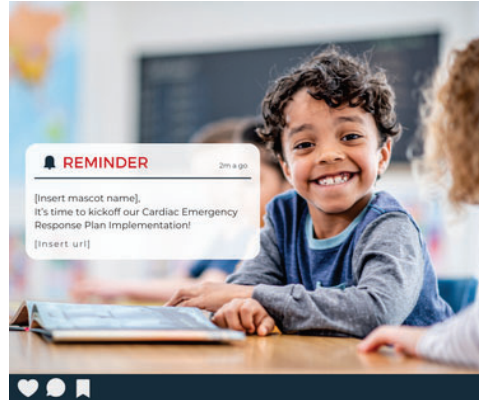 REMINDER
2m ago
[Insert mascot name],
It's time to kickoff our Cardiac Emergency
Response Plan Implementation!
[Insert url]